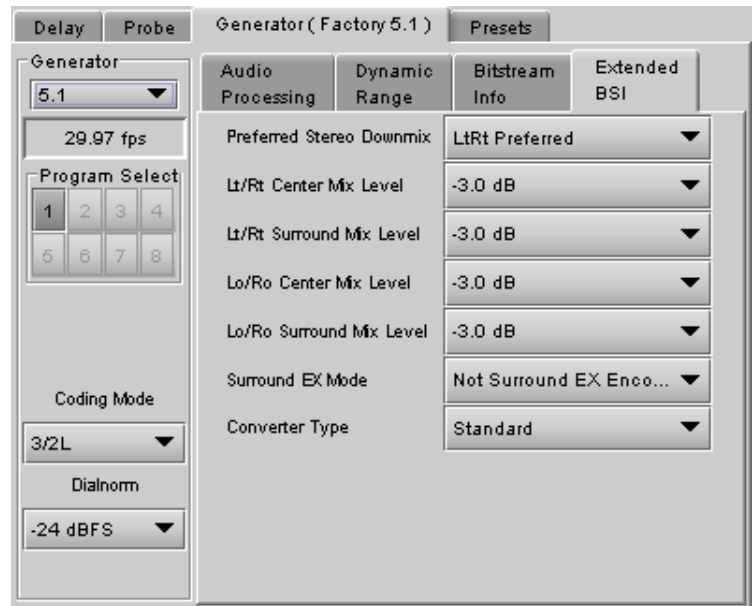 Delay Probe Generator ( Factory 5.1 ) Presets
Generator
5.1
29.97 fps
Program Select
1 2 3 4
5 6 7 8
Coding Mode
3/2L
Dialnorm
-24 dBFS
Audio Processing Dynamic Range Bitstream Info Extended BSI
Preferred Stereo Downmix LtRt Preferred
Lt/Rt Center Mix Level -3.0 dB
Lt/Rt Surround Mix Level -3.0 dB
Lo/Ro Center Mix Level -3.0 dB
Lo/Ro Surround Mix Level -3.0 dB
Surround EX Mode Not Surround EX Enco...
Converter Type Standard